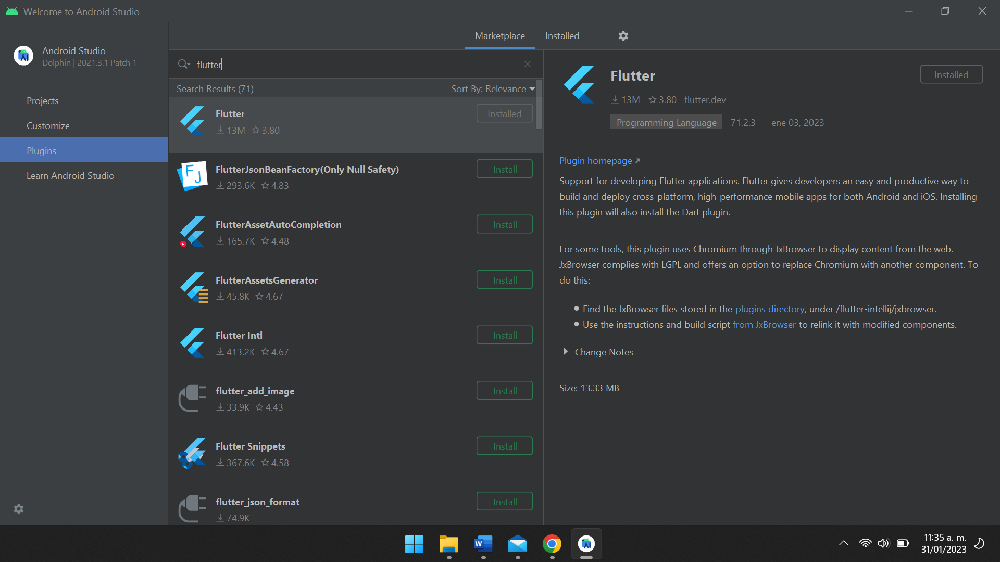 Welcome to Android Studio
Android Studio
Dolphin | 2021.3.1 Patch 1
Projects
Customize
Plugins
Learn Android Studio
Marketplace
Installed
flutter
Search Results (71)
Sort By: Relevance
Flutter
Installed
13M 3.80
FlutterJsonBeanFactory(Only Null Safety)
Install
293.6K 4.83
FlutterAssetAutoCompletion
Install
165.7K 4.48
FlutterAssetsGenerator
Install
45.8K 4.67
Flutter Intl
Install
413.2K 4.67
flutter_add_image
Install
33.9K 4.43
Flutter Snippets
Install
367.6K 4.58
flutter_json_format
Install
74.9K
Flutter
Installed
13M 3.80 flutter.dev
Programming Language 71.2.3 ene 03, 2023
Plugin homepage
Support for developing Flutter applications. Flutter gives developers an easy and productive way to
build and deploy cross-platform, high-performance mobile apps for both Android and iOS. Installing
this plugin will also install the Dart plugin.
For some tools, this plugin uses Chromium through JxBrowser to display content from the web.
JxBrowser complies with LGPL and offers an option to replace Chromium with another component. To
do this:
Find the JxBrowser files stored in the plugins directory, under /flutter-intellij/jxbrowser.
Use the instructions and build script from JxBrowser to relink it with modified components.
Change Notes
Size: 13.33 MB
11:35 a. m.
31/01/2023